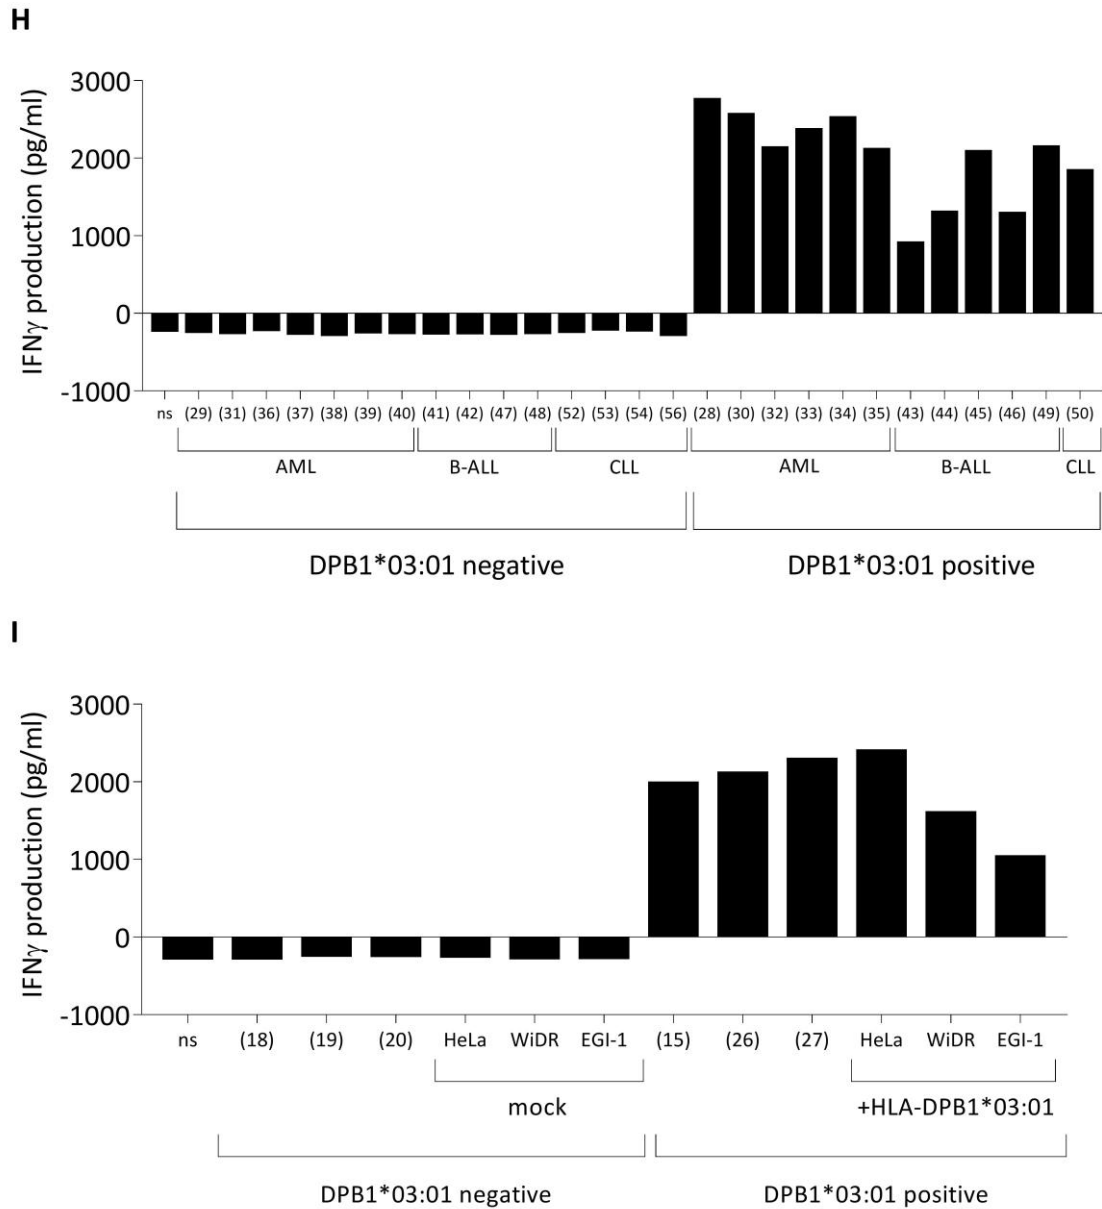 H
IFNγ production (pg/ml)
3000
2000
1000
0
-1000
ns (29) (31) (36) (37) (38) (39) (40) (41) (42) (47) (48) (52) (53) (54) (56) (28) (30) (32) (33) (34) (35) (43) (44) (45) (46) (49) (50)
AML B-ALL CLL AML B-ALL CLL
DPB1*03:01 negative DPB1*03:01 positive
I
IFNγ production (pg/ml)
3000
2000
1000
0
-1000
ns (18) (19) (20) HeLa WiDR EGI-1 (15) (26) (27) HeLa WiDR EGI-1
mock +HLA-DPB1*03:01
DPB1*03:01 negative DPB1*03:01 positive